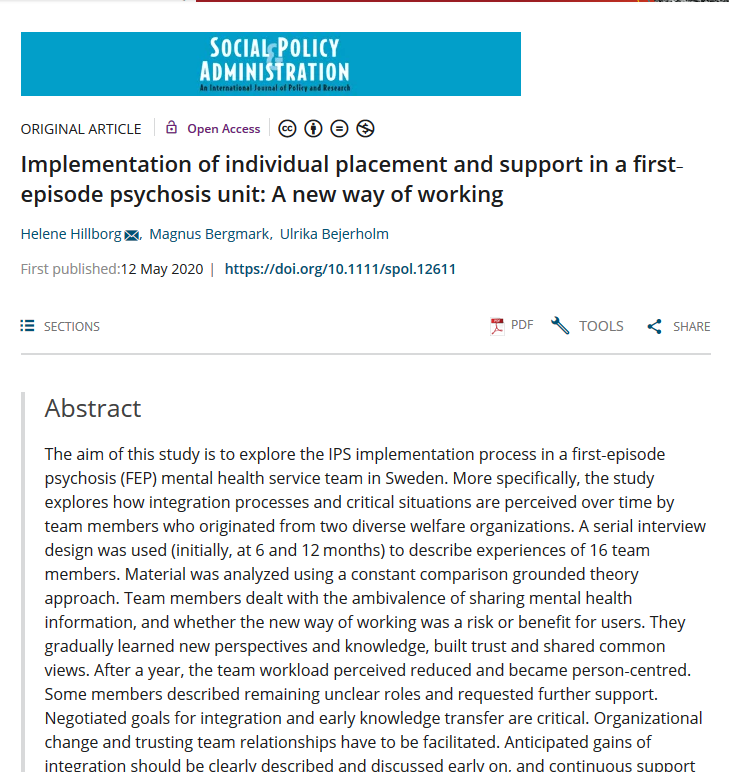 SOCIAL POLICY
&
ADMINISTRATION
An International Journal of Policy and Research
ORIGINAL ARTICLE Open Access
Implementation of individual placement and support in a first-
episode psychosis unit: A new way of working
Helene Hillborg, Magnus Bergmark, Ulrika Bejerholm
First published:12 May 2020 | https://doi.org/10.1111/spol.12611
SECTIONS PDF TOOLS SHARE
Abstract
The aim of this study is to explore the IPS implementation process in a first-episode
psychosis (FEP) mental health service team in Sweden. More specifically, the study
explores how integration processes and critical situations are perceived over time by
team members who originated from two diverse welfare organizations. A serial interview
design was used (initially, at 6 and 12 months) to describe experiences of 16 team
members. Material was analyzed using a constant comparison grounded theory
approach. Team members dealt with the ambivalence of sharing mental health
information, and whether the new way of working was a risk or benefit for users. They
gradually learned new perspectives and knowledge, built trust and shared common
views. After a year, the team workload perceived reduced and became person-centred.
Some members described remaining unclear roles and requested further support.
Negotiated goals for integration and early knowledge transfer are critical. Organizational
change and trusting team relationships have to be facilitated. Anticipated gains of
integration should be clearly described and discussed early on, and continuous support